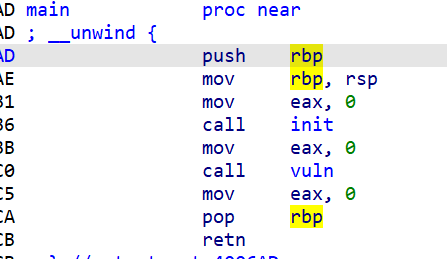 AD main proc near
AD ; __unwind {
AD push rbp
AE mov rbp, rsp
B1 mov eax, 0
B6 call init
BB mov eax, 0
C0 call vuln
C5 mov eax, 0
CA pop rbp
CB retn